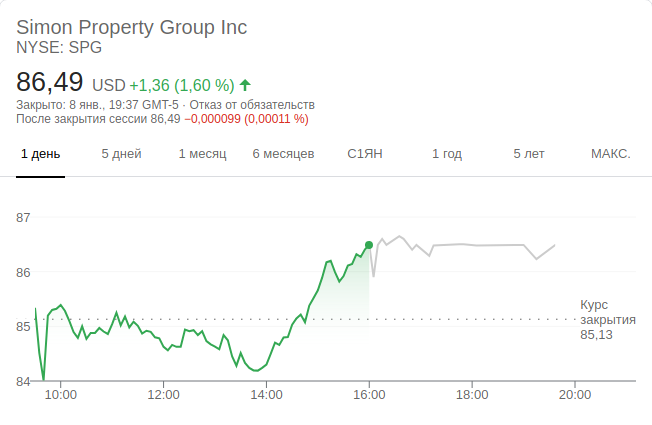 Simon Property Group Inc
NYSE: SPG
86,49 USD +1,36 (1,60 %)
Закрыто: 8 янв., 19:37 GMT-5 · Отказ от обязательств
После закрытия сессии 86,49 −0,000099 (0,00011 %)
1 день 5 дней 1 месяц 6 месяцев С1ЯН 1 год 5 лет МАКС.
87
86
85
84
Курс
закрытия
85,13
10:00 12:00 14:00 16:00 18:00 20:00